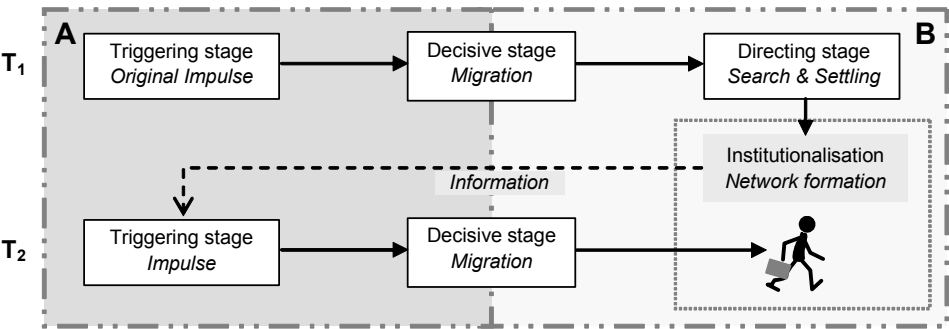 A
B
T1
Triggering stage
Original Impulse
Decisive stage
Migration
Directing stage
Search & Settling
Institutionalisation
Network formation
Information
T2
Triggering stage
Impulse
Decisive stage
Migration